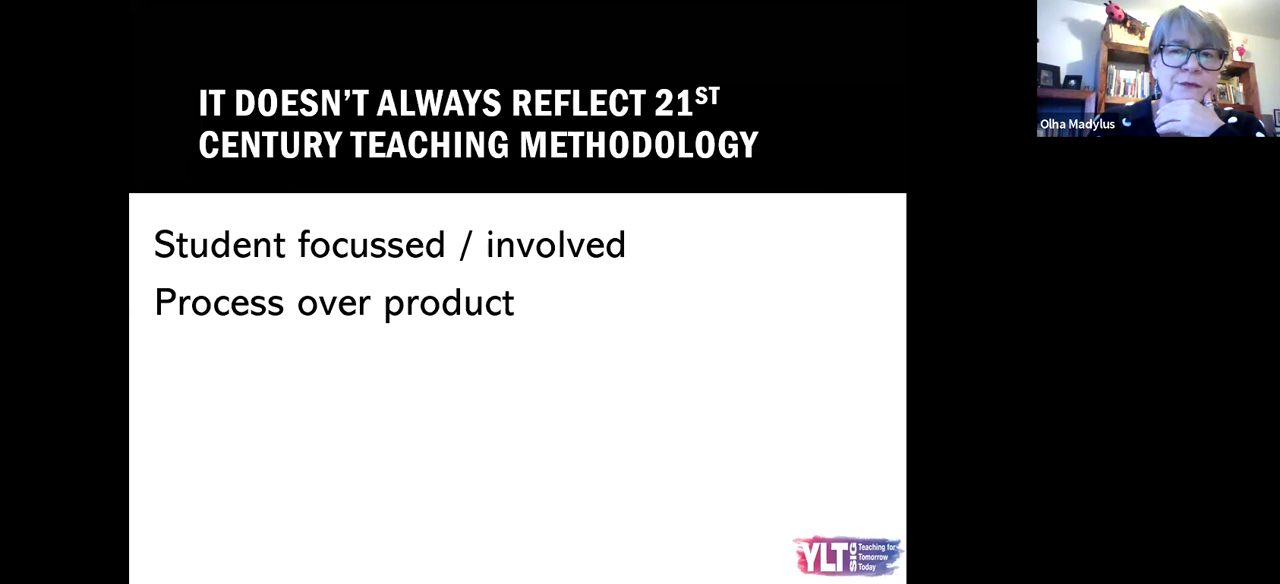 IT DOESN'T ALWAYS REFLECT 21ST
CENTURY TEACHING METHODOLOGY
Olha Madylus
Student focussed / involved
Process over product
YLT SIG Teaching for
Tomorrow
Today